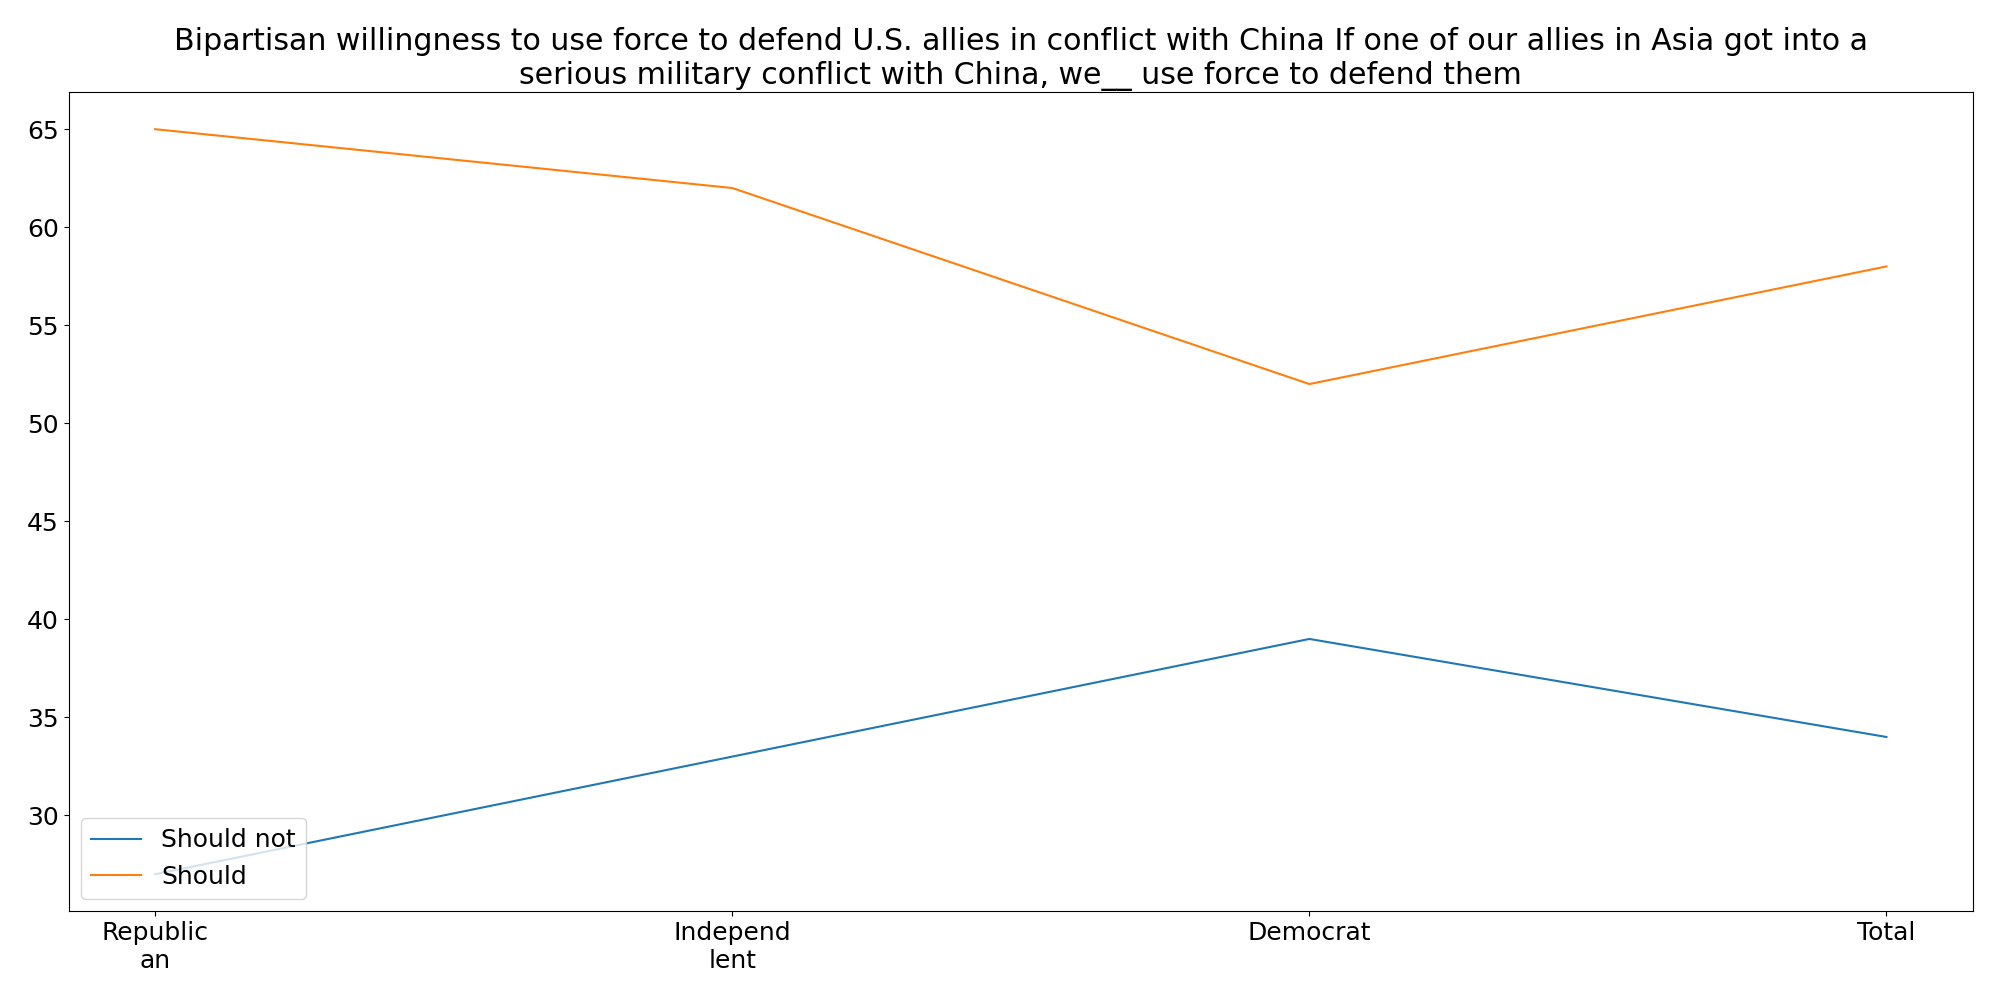 Bipartisan willingness to use force to defend U.S. allies in conflict with China If one of our allies in Asia got into a
serious military conflict with China, we__ use force to defend them
65
60
55
50
45
40
35
30
Should not
Should
Republic
an
Independ
lent
Democrat
Total